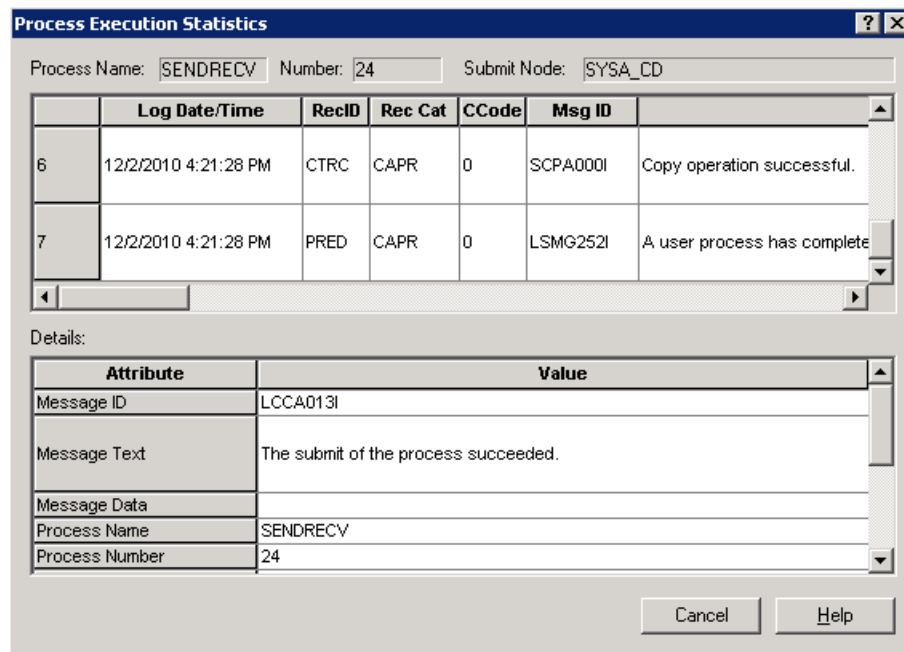 Process Execution Statistics
Process Name: SENDRECV Number: 24 Submit Node: SYSA_CD
Log Date/Time RecID Rec Cat CCode Msg ID
6 12/2/2010 4:21:28 PM CTRC CAPR 0 SCPA000I Copy operation successful.
7 12/2/2010 4:21:28 PM PRED CAPR 0 LSMG252I A user process has complete
Details:
Attribute Value
Message ID LCCA013I
Message Text The submit of the process succeeded.
Message Data
Process Name SENDRECV
Process Number 24
Cancel Help